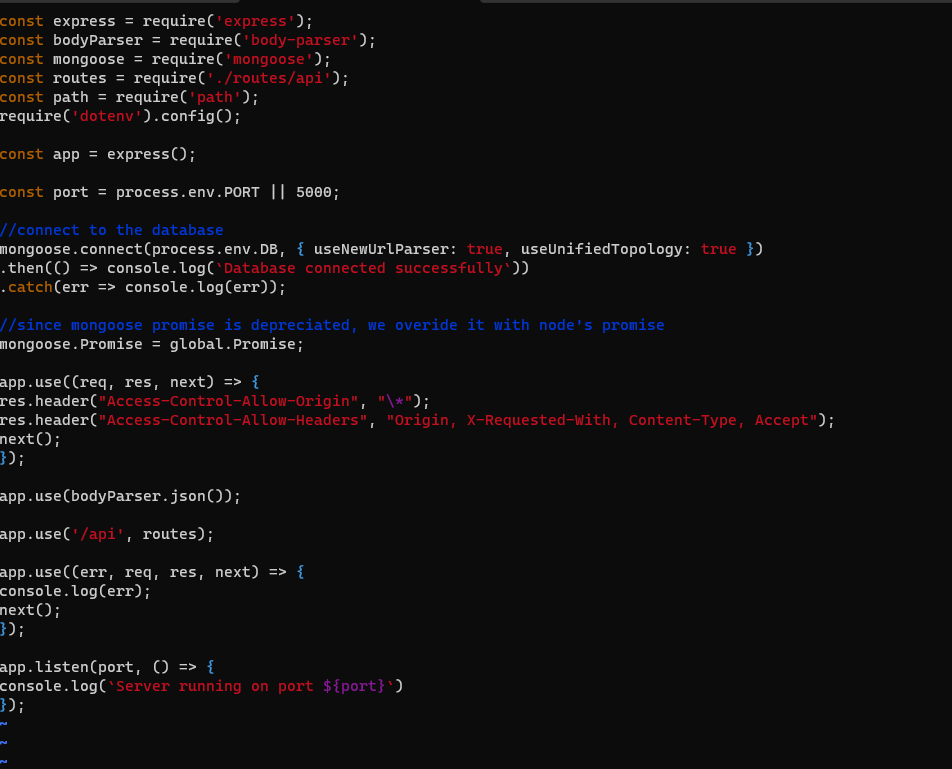 const express = require('express');
const bodyParser = require('body-parser');
const mongoose = require('mongoose');
const routes = require('./routes/api');
const path = require('path');
require('dotenv').config();
const app = express();
const port = process.env.PORT || 5000;
//connect to the database
mongoose.connect(process.env.DB, { useNewUrlParser: true, useUnifiedTopology: true })
.then(() => console.log(`Database connected successfully`))
.catch(err => console.log(err));
//since mongoose promise is depreciated, we overide it with node's promise
mongoose.Promise = global.Promise;
app.use((req, res, next) => {
res.header("Access-Control-Allow-Origin", "\*");
res.header("Access-Control-Allow-Headers", "Origin, X-Requested-With, Content-Type, Accept");
next();
});
app.use(bodyParser.json());
app.use('/api', routes);
app.use((err, req, res, next) => {
console.log(err);
next();
});
app.listen(port, () => {
console.log(`Server running on port ${port}`)
});
~
~
~